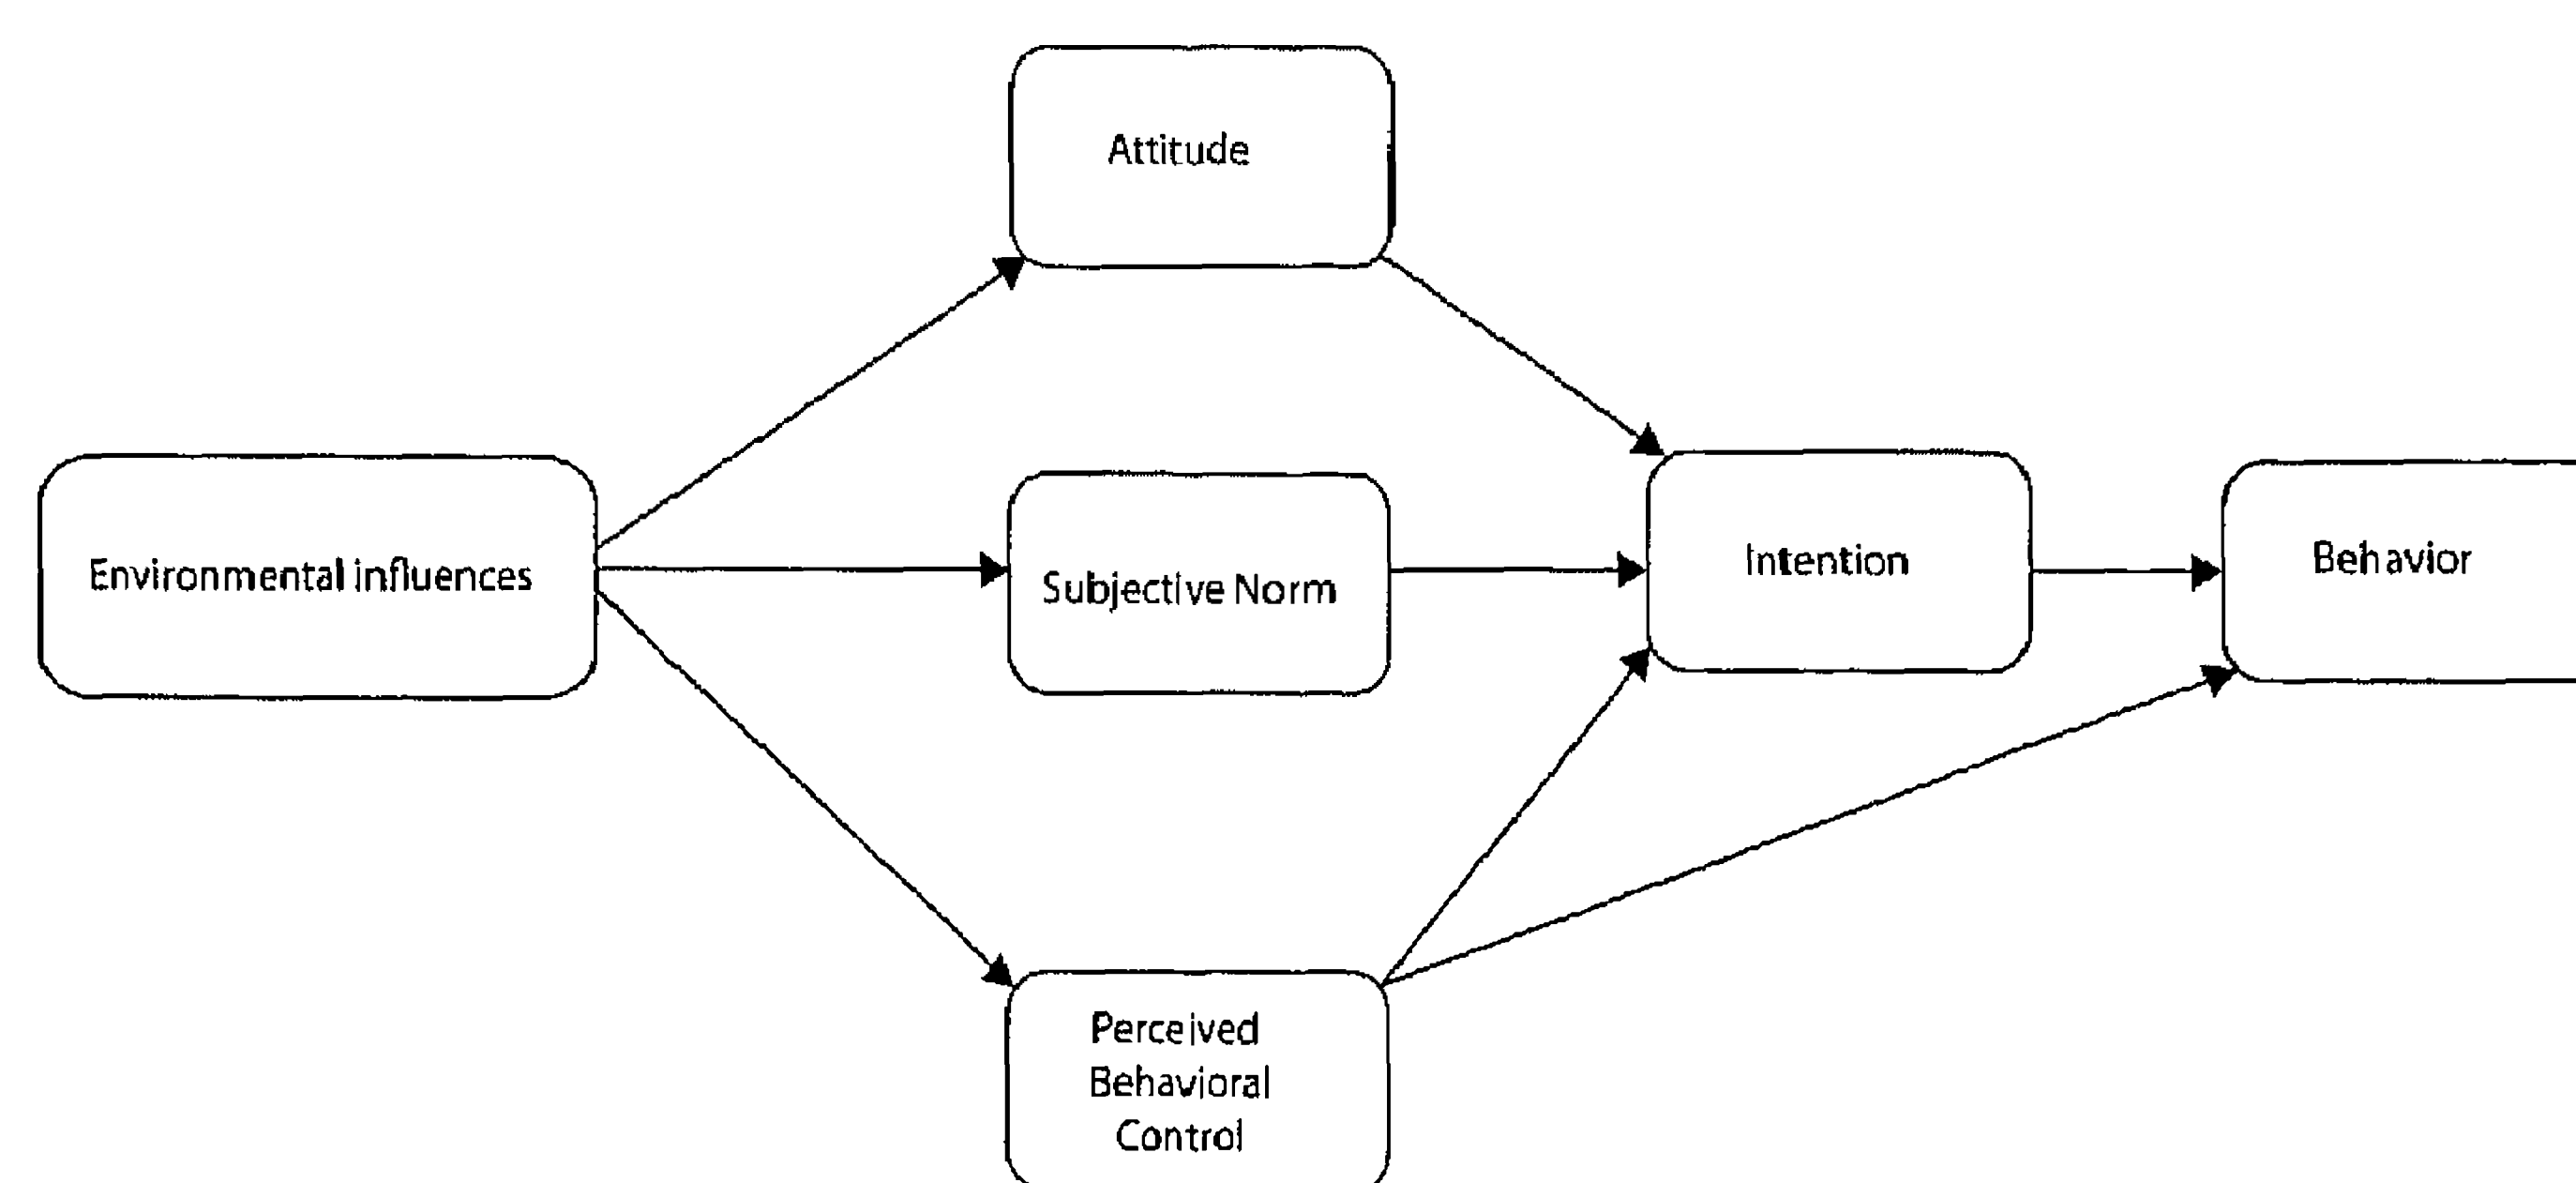 Attitude
Environmental influences
Subjective Norm
Intention
Behavior
Perceived
Behavioral
Control